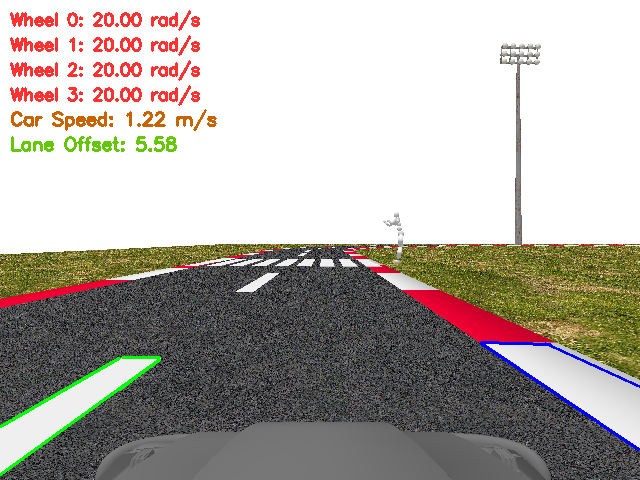 Wheel 0: 20.00 rad/s
Wheel 1: 20.00 rad/s
Wheel 2: 20.00 rad/s
Wheel 3: 20.00 rad/s
Car Speed: 1.22 m/s
Lane Offset: 5.58